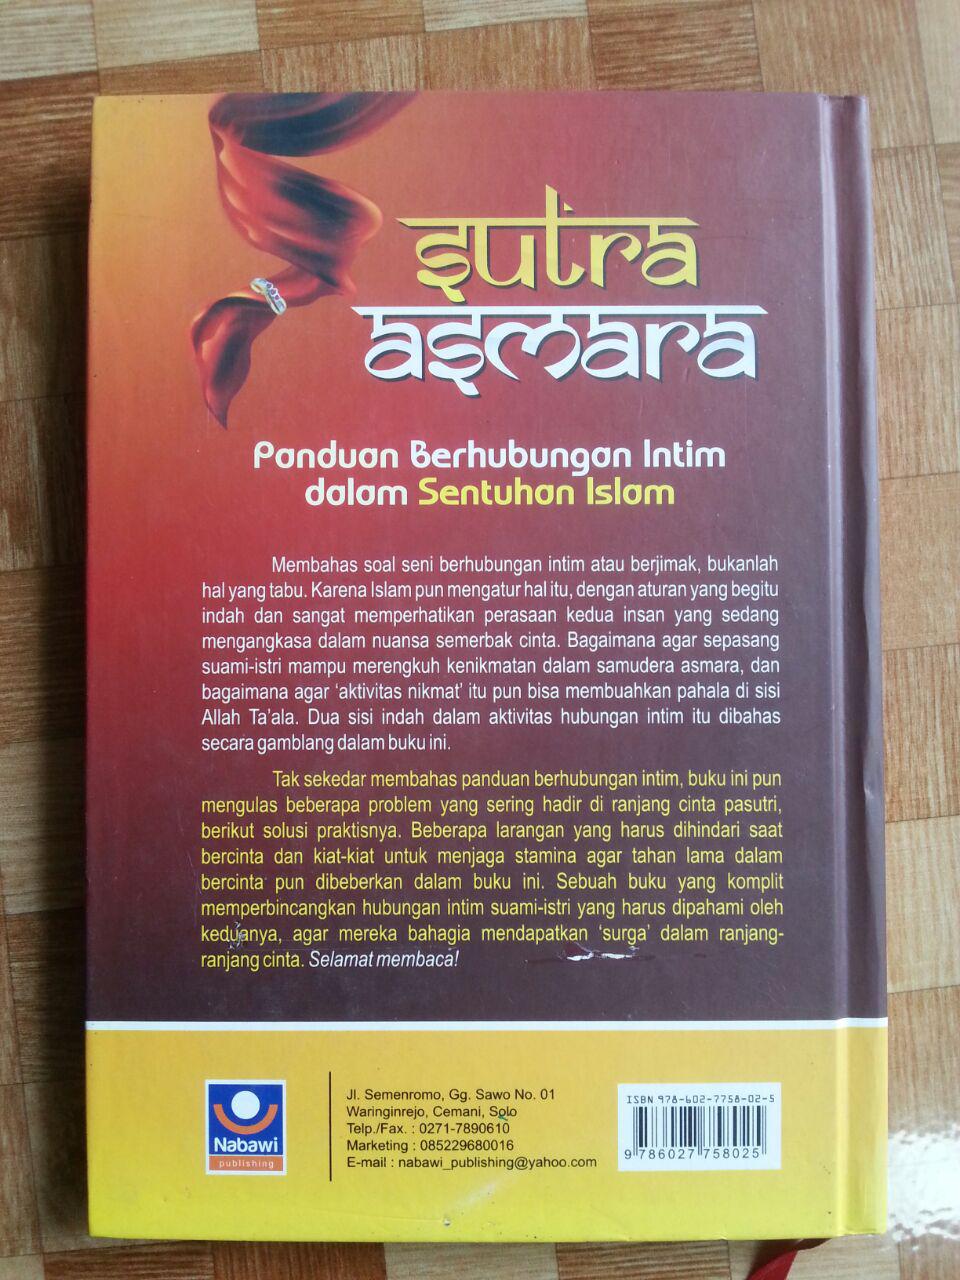 Sutra
asmara
Panduan Berhubungan Intim
dalam Sentuhan Islam
Membahas soal seni berhubungan intim atau berjimak, bukanlah
hal yang tabu. Karena Islam pun mengatur hal itu, dengan aturan yang begitu
indah dan sangat memperhatikan perasaan kedua insan yang sedang
mengangkasa dalam nuansa semerbak cinta. Bagaimana agar sepasang
suami-istri mampu merengkuh kenikmatan dalam samudera asmara, dan
bagaimana agar ‘aktivitas nikmat’ itu pun bisa membuahkan pahala di sisi
Allah Ta’ala. Dua sisi indah dalam aktivitas hubungan intim itu dibahas
secara gamblang dalam buku ini.
Tak sekedar membahas panduan berhubungan intim, buku ini pun
mengulas beberapa problem yang sering hadir di ranjang cinta pasutri,
berikut solusi praktisnya. Beberapa larangan yang harus dihindari saat
bercinta dan kiat-kiat untuk menjaga stamina agar tahan lama dalam
bercinta pun dibeberkan dalam buku ini. Sebuah buku yang komplit
memperbincangkan hubungan intim suami-istri yang harus dipahami oleh
keduanya, agar mereka bahagia mendapatkan ‘surga’ dalam ranjang-
ranjang cinta. Selamat membaca!
Nabawi
publishing
Jl. Semenromo, Gg. Sawo No. 01
Waringinrejo, Cemani, Solo
Telp./Fax. : 0271-7890610
Marketing : 085229680016
E-mail : nabawi_publishing@yahoo.com
ISBN 978-602-7758-02-5
9 786027 758025